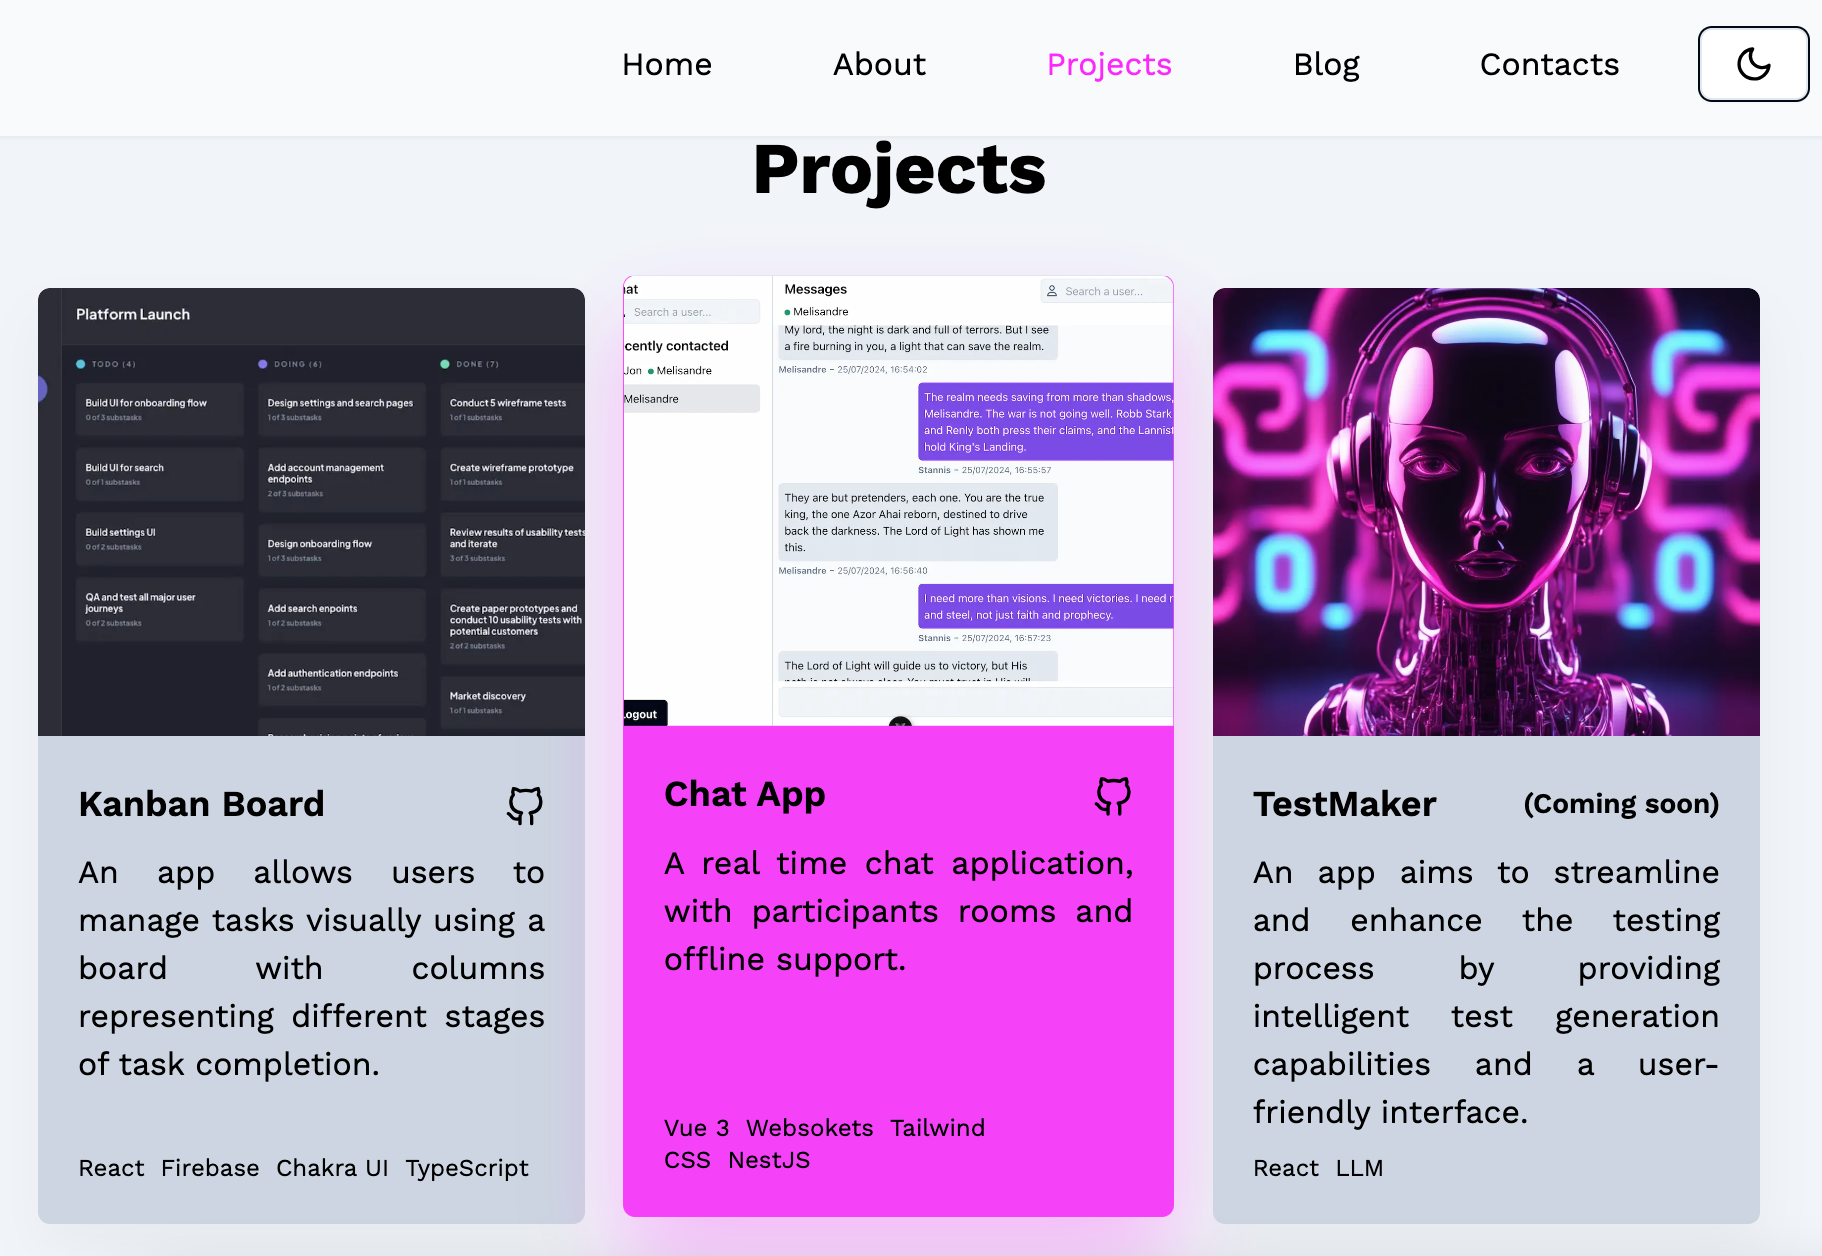 Home About Projects Blog Contacts
Projects
Platform Launch
TODO (4)
Build UI for onboarding flow
0 of 3 substasks
Build UI for search
0 of 1 substasks
Build settings UI
0 of 2 substasks
QA and test all major user
journeys
0 of 2 substasks
DOING (6)
Design settings and search pages
1 of 3 substasks
Add account management
endpoints
2 of 3 substasks
Design onboarding flow
1 of 3 substasks
Add search enpoints
1 of 2 substasks
Add authentication endpoints
1 of 2 substasks
DONE (7)
Conduct 5 wireframe tests
1 of 1 substasks
Create wireframe prototype
1 of 1 substasks
Review results of usability tests
and iterate
3 of 3 substasks
Create paper prototypes and
conduct 10 usability tests with
potential customers
2 of 2 substasks
Market discovery
1 of 1 substasks
Kanban Board
An app allows users to
manage tasks visually using a
board with columns
representing different stages
of task completion.
React Firebase Chakra UI TypeScript
hat
Search a user...
cently contacted
Jon Melisandre
Melisandre
ogout
Messages
Search a user...
Melisandre
My lord, the night is dark and full of terrors. But I see
a fire burning in you, a light that can save the realm.
Melisandre - 25/07/2024, 16:54:02
The realm needs saving from more than shadows,
Melisandre. The war is not going well. Robb Stark
and Renly both press their claims, and the Lannist
hold King's Landing.
Stannis - 25/07/2024, 16:55:57
They are but pretenders, each one. You are the true
king, the one Azor Ahai reborn, destined to drive
back the darkness. The Lord of Light has shown me
this.
Melisandre - 25/07/2024, 16:56:40
I need more than visions. I need victories. I need
and steel, not just faith and prophecy.
Stannis - 25/07/2024, 16:57:23
The Lord of Light will guide us to victory, but His
Chat App
A real time chat application,
with participants rooms and
offline support.
Vue 3 Websokets Tailwind
CSS NestJS
TestMaker (Coming soon)
An app aims to streamline
and enhance the testing
process by providing
intelligent test generation
capabilities and a user-
friendly interface.
React LLM